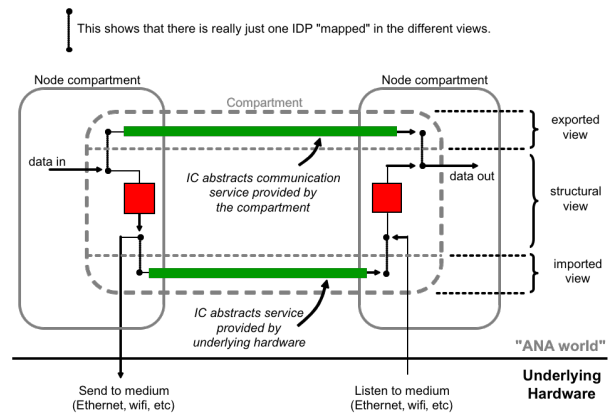 This shows that there is really just one IDP "mapped" in the different views.
Node compartment
Node compartment
Compartment
exported
view
data in
IC abstracts communication
service provided by
the compartment
data out
structural
view
imported
view
IC abstracts service
provided by
underlying hardware
"ANA world"
Underlying
Hardware
Send to medium
(Ethernet, wifi, etc)
Listen to medium
(Ethernet, wifi, etc)